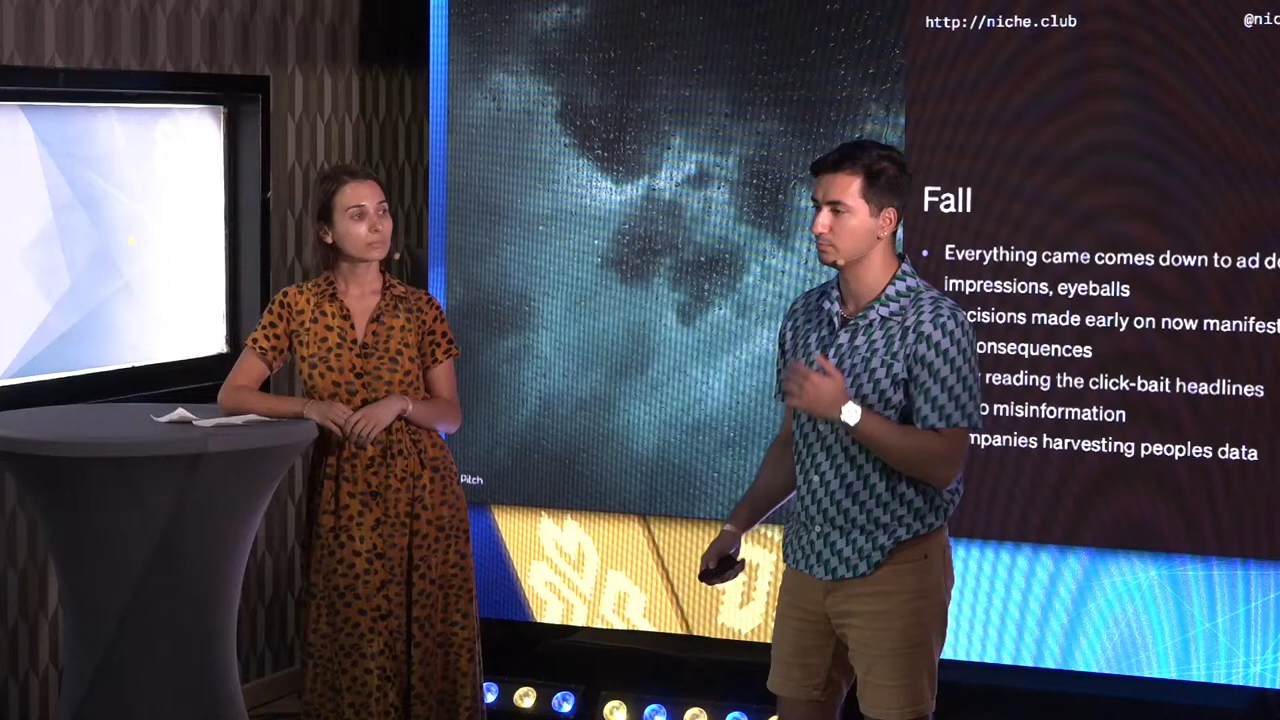 http://niche.club
@nic
Fall
Everything came comes down to ad de
impressions, eyeballs
cisions made early on now manifest
onsequences
reading the click-bait headlines
o misinformation
mpanies harvesting peoples data
Pitch